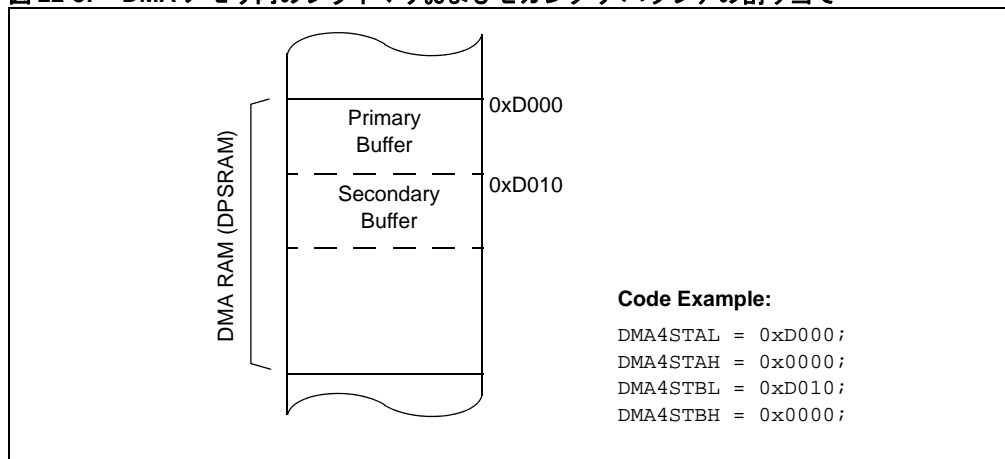 0xD000
Primary
Buffer
0xD010
Secondary
Buffer
DMA RAM (DPSRAM)
Code Example:
DMA4STAL = 0xD000;
DMA4STAH = 0x0000;
DMA4STBL = 0xD010;
DMA4STBH = 0x0000;